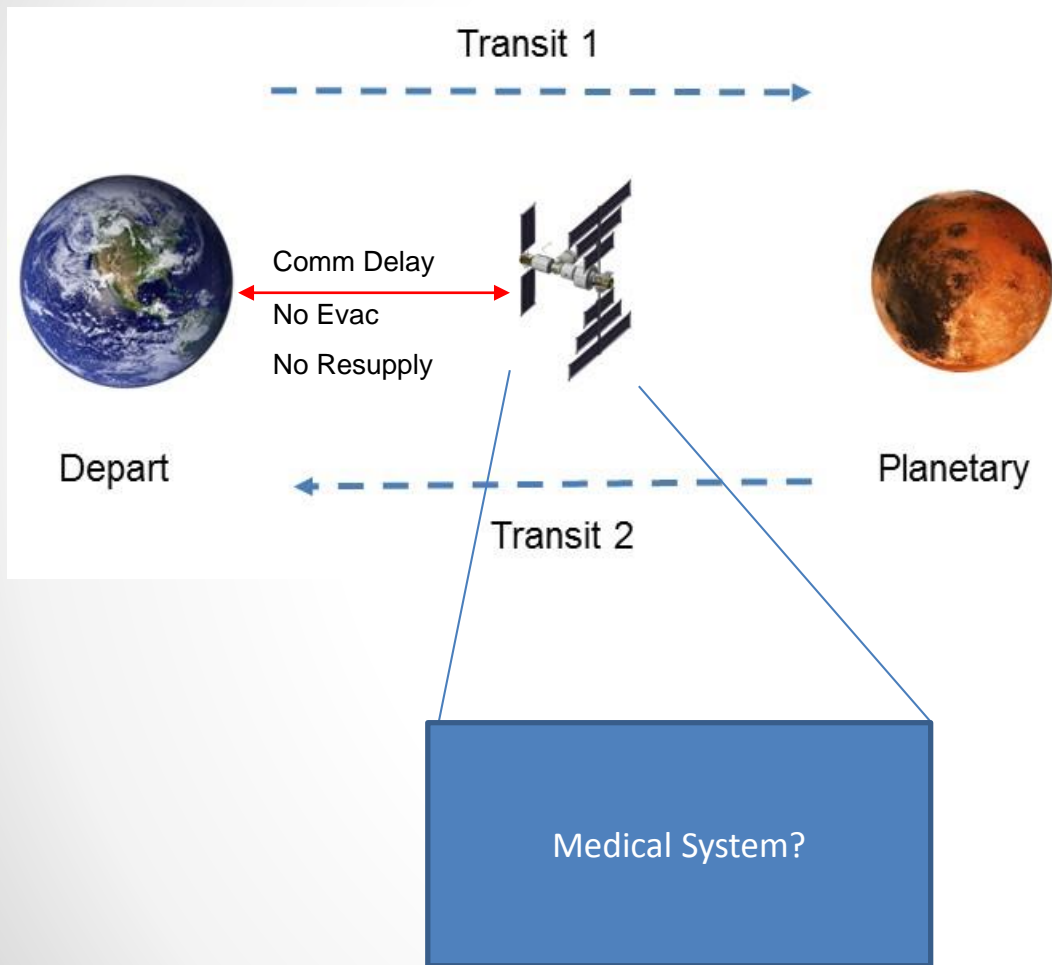 Transit 1
Comm Delay
No Evac
No Resupply
Depart
Planetary
Transit 2
Medical System?